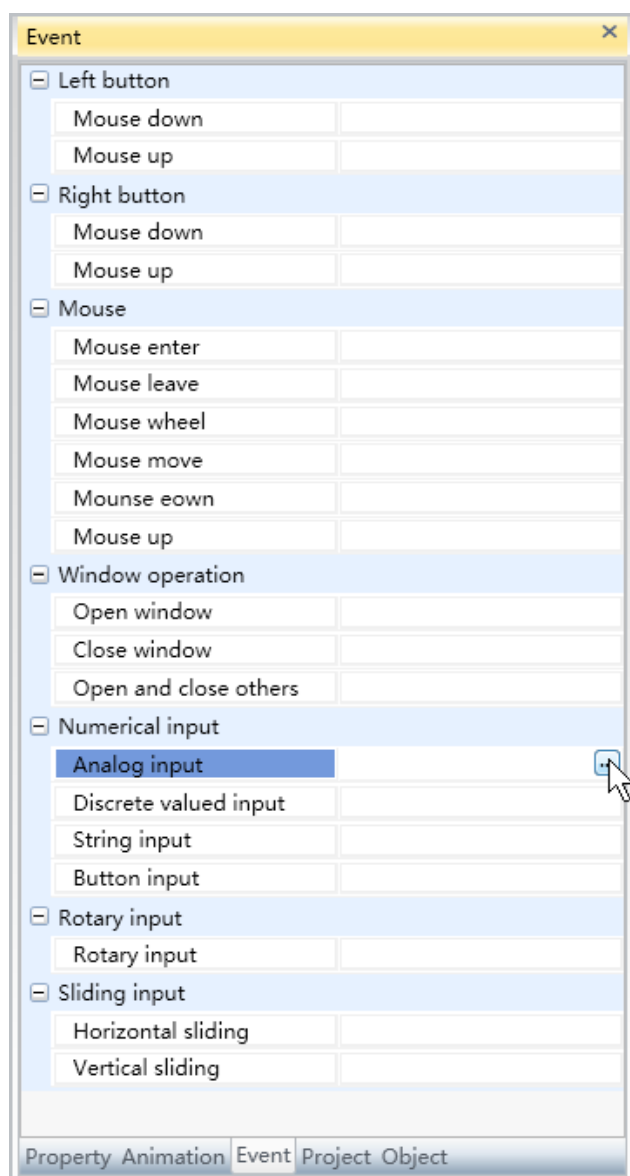 Event
Left button
Mouse down
Mouse up
Right button
Mouse down
Mouse up
Mouse
Mouse enter
Mouse leave
Mouse wheel
Mouse move
Mounse eown
Mouse up
Window operation
Open window
Close window
Open and close others
Numerical input
Analog input
Discrete valued input
String input
Button input
Rotary input
Rotary input
Sliding input
Horizontal sliding
Vertical sliding
Property Animation Event Project Object